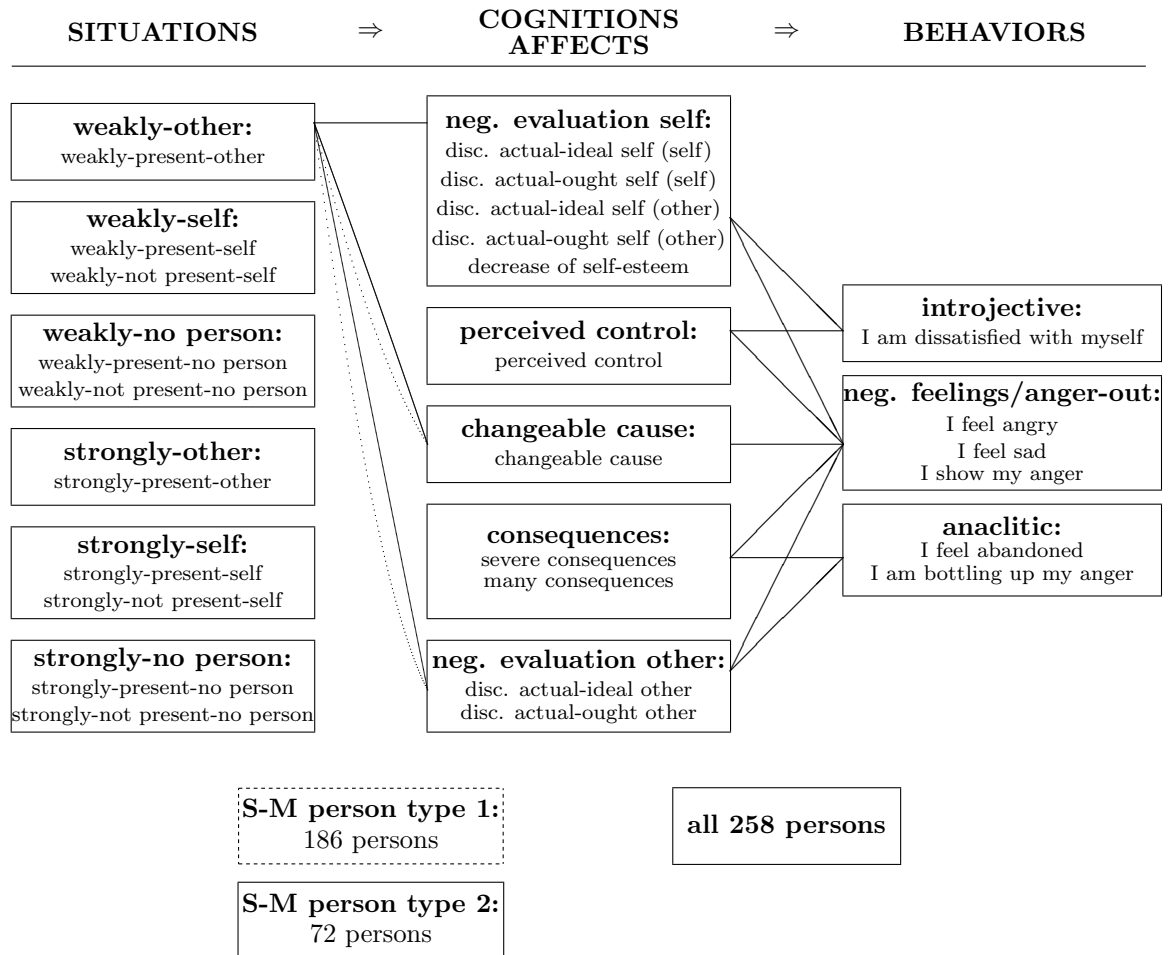 SITUATIONS ⇒ COGNITIONS AFFECTS ⇒ BEHAVIORS
weakly-other:
weakly-present-other
weakly-self:
weakly-present-self
weakly-not present-self
weakly-no person:
weakly-present-no person
weakly-not present-no person
strongly-other:
strongly-present-other
strongly-self:
strongly-present-self
strongly-not present-self
strongly-no person:
strongly-present-no person
strongly-not present-no person
neg. evaluation self:
disc. actual-ideal self (self)
disc. actual-ought self (self)
disc. actual-ideal self (other)
disc. actual-ought self (other)
decrease of self-esteem
perceived control:
perceived control
changeable cause:
changeable cause
consequences:
severe consequences
many consequences
neg. evaluation other:
disc. actual-ideal other
disc. actual-ought other
introjective:
I am dissatisfied with myself
neg. feelings/anger-out:
I feel angry
I feel sad
I show my anger
anaclitic:
I feel abandoned
I am bottling up my anger
S-M person type 1:
186 persons
S-M person type 2:
72 persons
all 258 persons